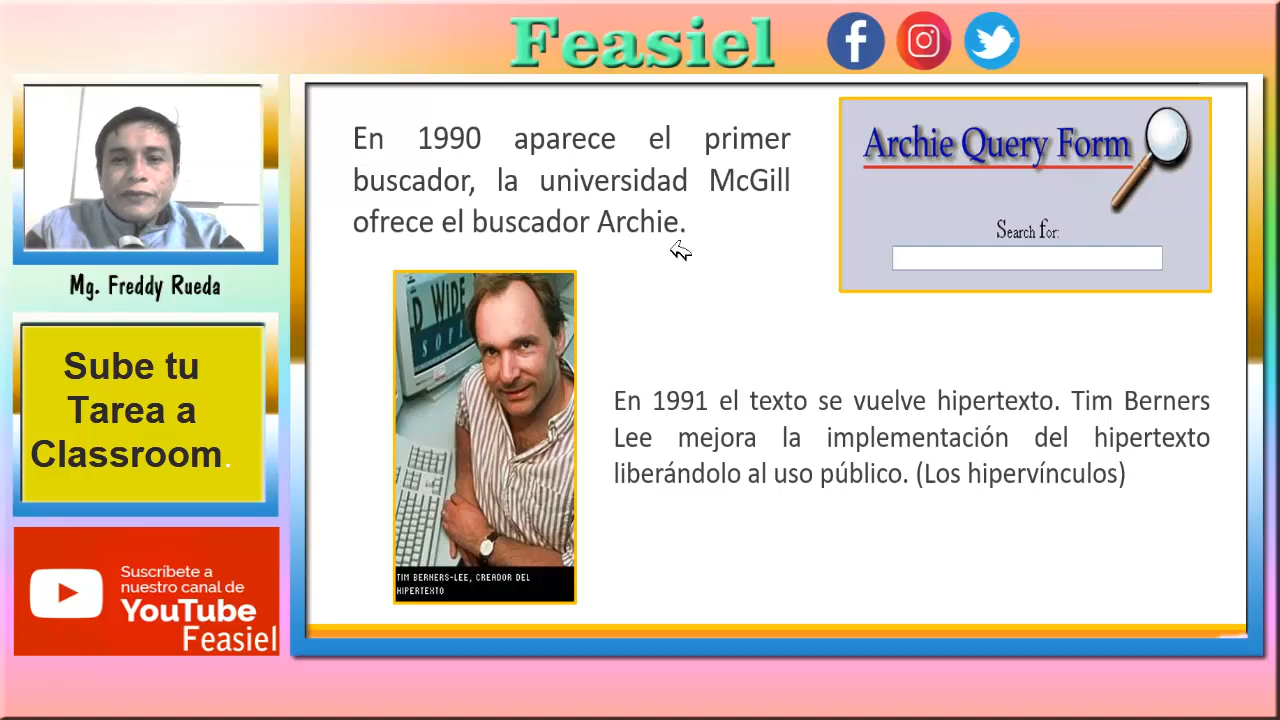 Feasiel
En 1990 aparece el primer
buscador, la universidad McGill
ofrece el buscador Archie.
Archie Query Form
Search for:
Mg. Freddy Rueda
D WIDE
Sube tu
Tarea a
Classroom.
TIM BERNERS-LEE, CREADOR DEL
HIPERTEXTO
En 1991 el texto se vuelve hipertexto. Tim Berners
Lee mejora la implementación del hipertexto
liberándolo al uso público. (Los hipervínculos)
Suscríbete a
nuestro canal de
YouTube
Feasiel